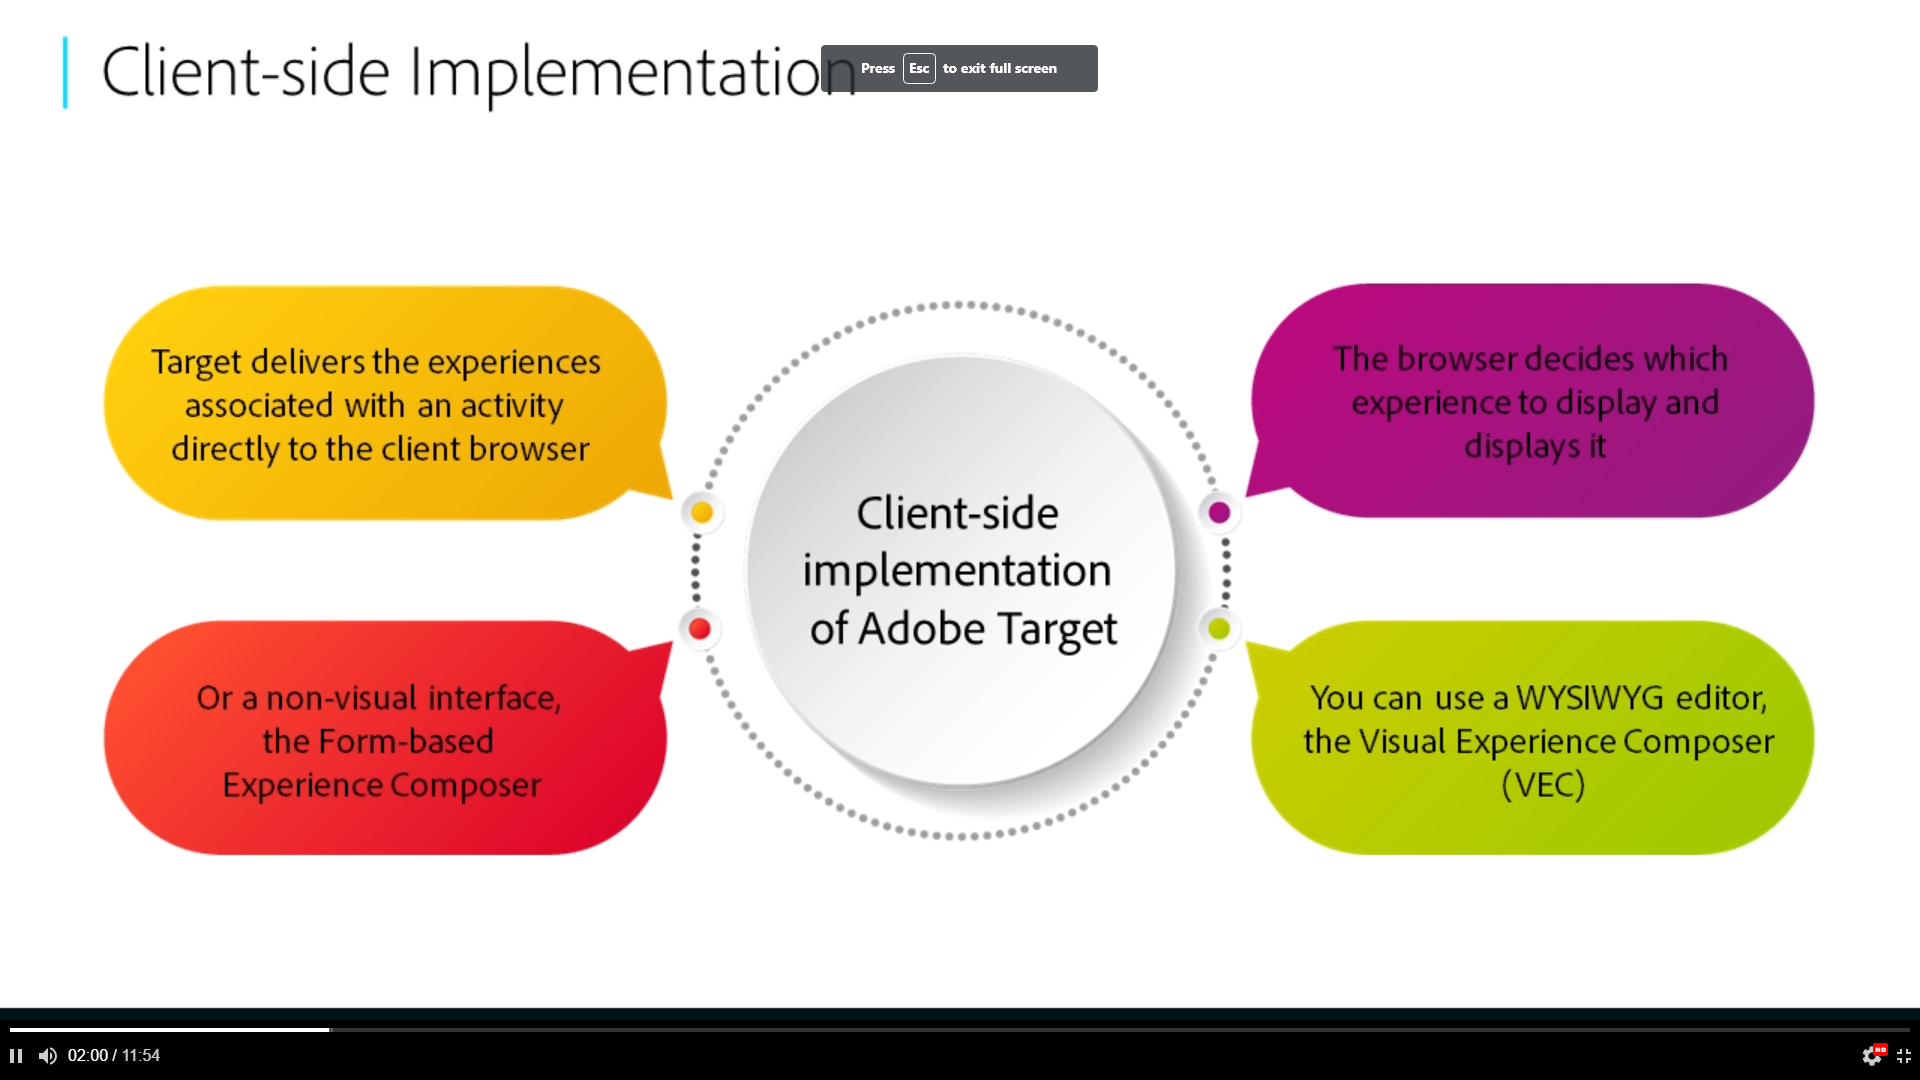 Client-side Implementation
Press Esc to exit full screen
Target delivers the experiences
associated with an activity
directly to the client browser
The browser decides which
experience to display and
displays it
Client-side
implementation
of Adobe Target
Or a non-visual interface,
the Form-based
Experience Composer
You can use a WYSIWYG editor,
the Visual Experience Composer
(VEC)
02:00 / 11:54
HD